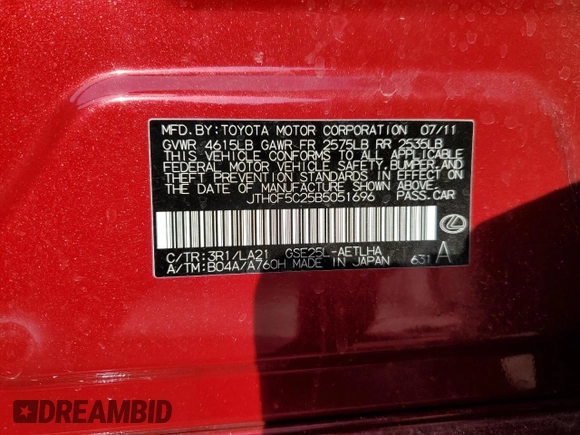 MFD.BY:TOYOTA MOTOR CORPORATION 07/11
GVWR 4615LB GAWR FR 2575LB RR 2535LB
THIS VEHICLE CONFORMS TO ALL APPLICABLE
FEDERAL MOTOR VEHICLE SAFETY, BUMPER, AND
THEFT PREVENTION STANDARDS IN EFFECT ON
THE DATE OF MANUFACTURE SHOWN ABOVE.
JTHCF5C25B5051696 PASS.CAR
C/TR:3R1/LA21 GSE25L-AETLHA
A/TM:B04A/A760H MADE IN JAPAN 631 A
DREAMBID